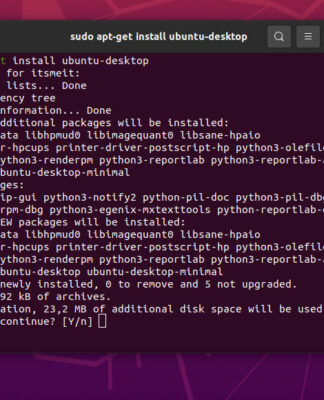 sudo apt-get install ubuntu-desktop
t install ubuntu-desktop
for itsmeit:
lists... Done
ency tree
nformation... Done
dditional packages will be installed:
ata libhpmud0 libimagequant0 libsane-hpaio
r-hpcups printer-driver-postscript-hp python3-olefile
ython3-renderpm python3-reportlab python3-reportlab-a
buntu-desktop-minimal
ges:
ip-gui python3-notify2 python-pil-doc python3-pil-dbg
rpm-dbg python3-egenix-mxtexttools python-reportlab-d
EW packages will be installed:
ata libhpmud0 libimagequant0 libsane-hpaio
r-hpcups printer-driver-postscript-hp python3-olefile
ython3-renderpm python3-reportlab python3-reportlab-a
buntu-desktop ubuntu-desktop-minimal
newly installed, 0 to remove and 5 not upgraded.
92 kB of archives.
ation, 23,2 MB of additional disk space will be used
continue? [Y/n]